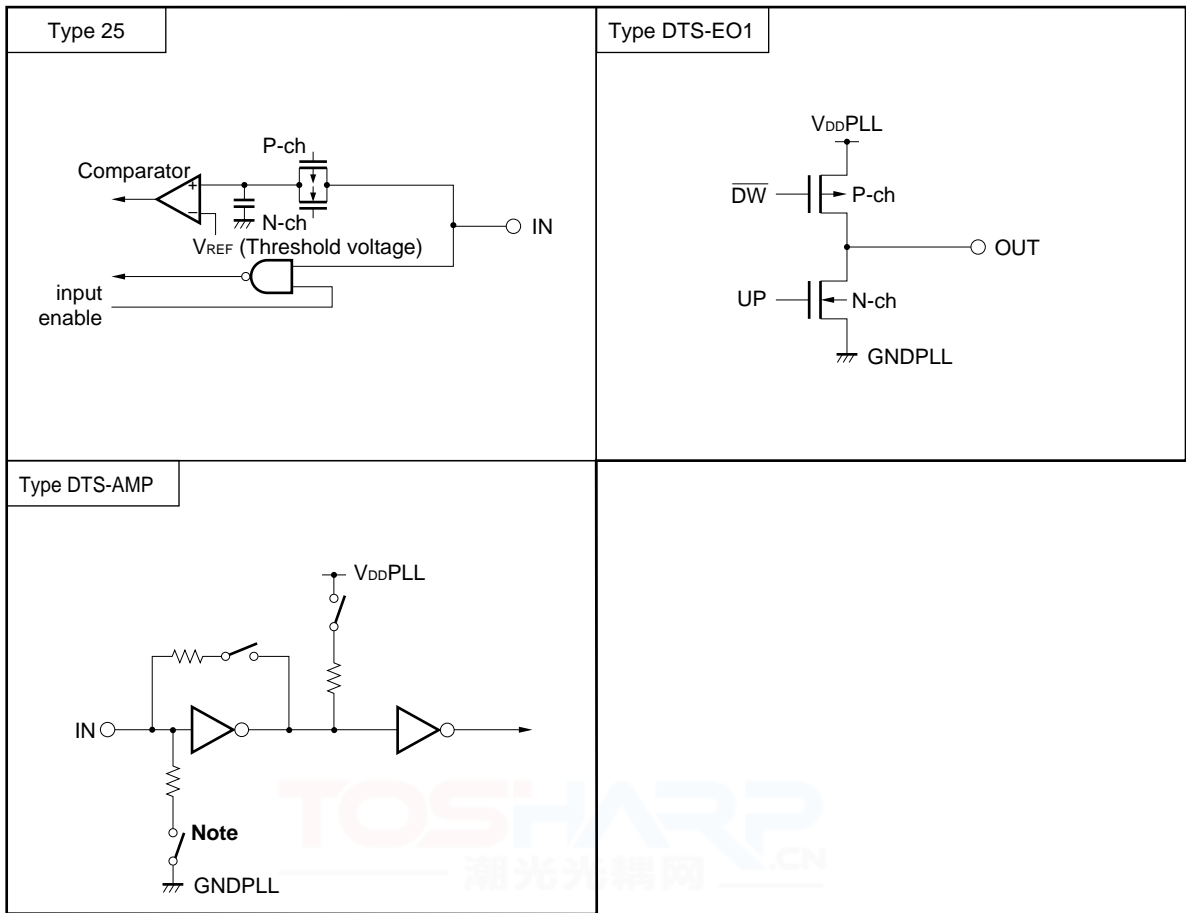 Type 25
P-ch
Comparator
+
−
N-ch
IN
VREF (Threshold voltage)
input
enable
Type DTS-EO1
VDDPLL
DW
P-ch
OUT
UP
N-ch
GNDPLL
Type DTS-AMP
VDDPLL
IN
Note
GNDPLL
TOSHARP
潮光光耦网
.CN